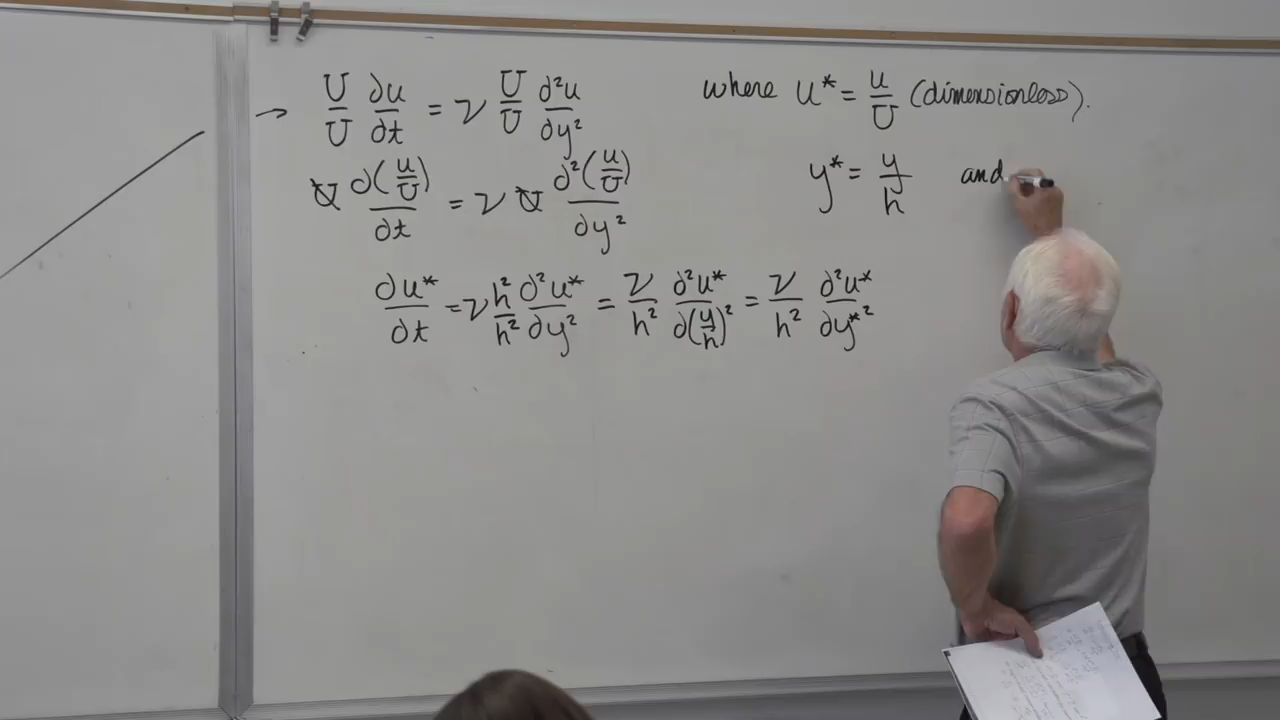 → U/U ∂u/∂t = ν U/U ∂²u/∂y² where u* = u/U (dimensionless).
U ∂(u/U)/∂t = ν U ∂²(u/U)/∂y² y* = y/h and
∂u*/∂t = ν h²/h² ∂²u*/∂y² = ν/h² ∂²u*/∂(y/h)² = ν/h² ∂²u*/∂y*²